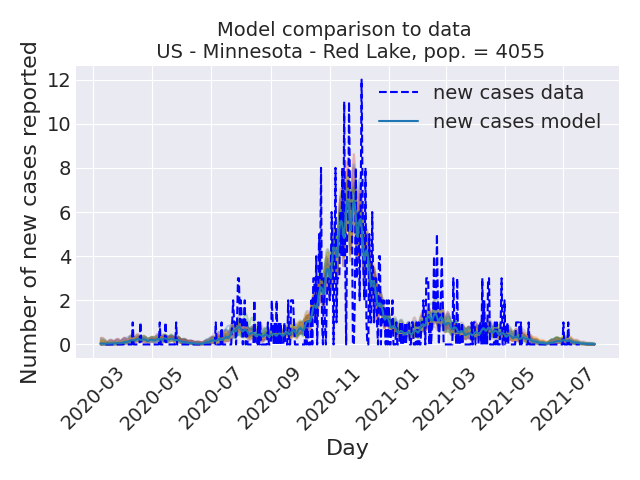 Model comparison to data
US - Minnesota - Red Lake, pop. = 4055
Number of new cases reported
12
10
8
6
4
2
0
new cases data
new cases model
2020-03
2020-05
2020-07
2020-09
2020-11
2021-01
2021-03
2021-05
2021-07
Day